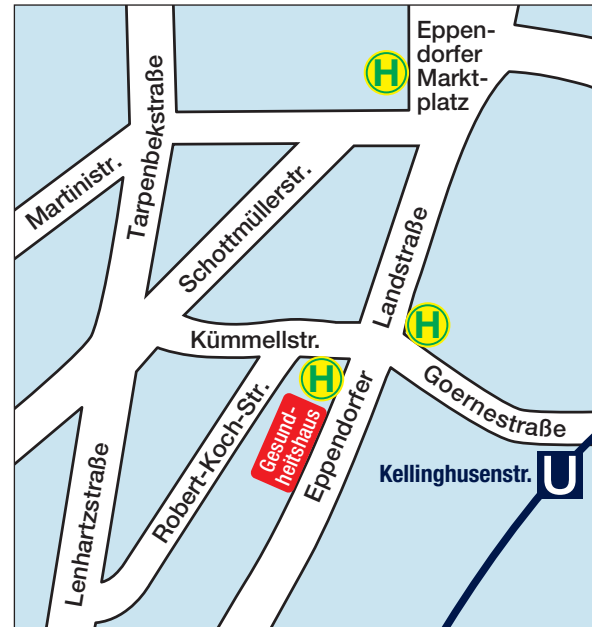 Eppen-
dorfer
Markt-
platz
H
Martinistr.
Tarpenbekstraße
Schottmüllerstr.
Landstraße
H
Kümmellstr.
H
Goernestraße
Gesund-
heitshaus
Eppendorfer
Robert-Koch-Str.
Lenhartzstraße
Kellinghusenstr.
U